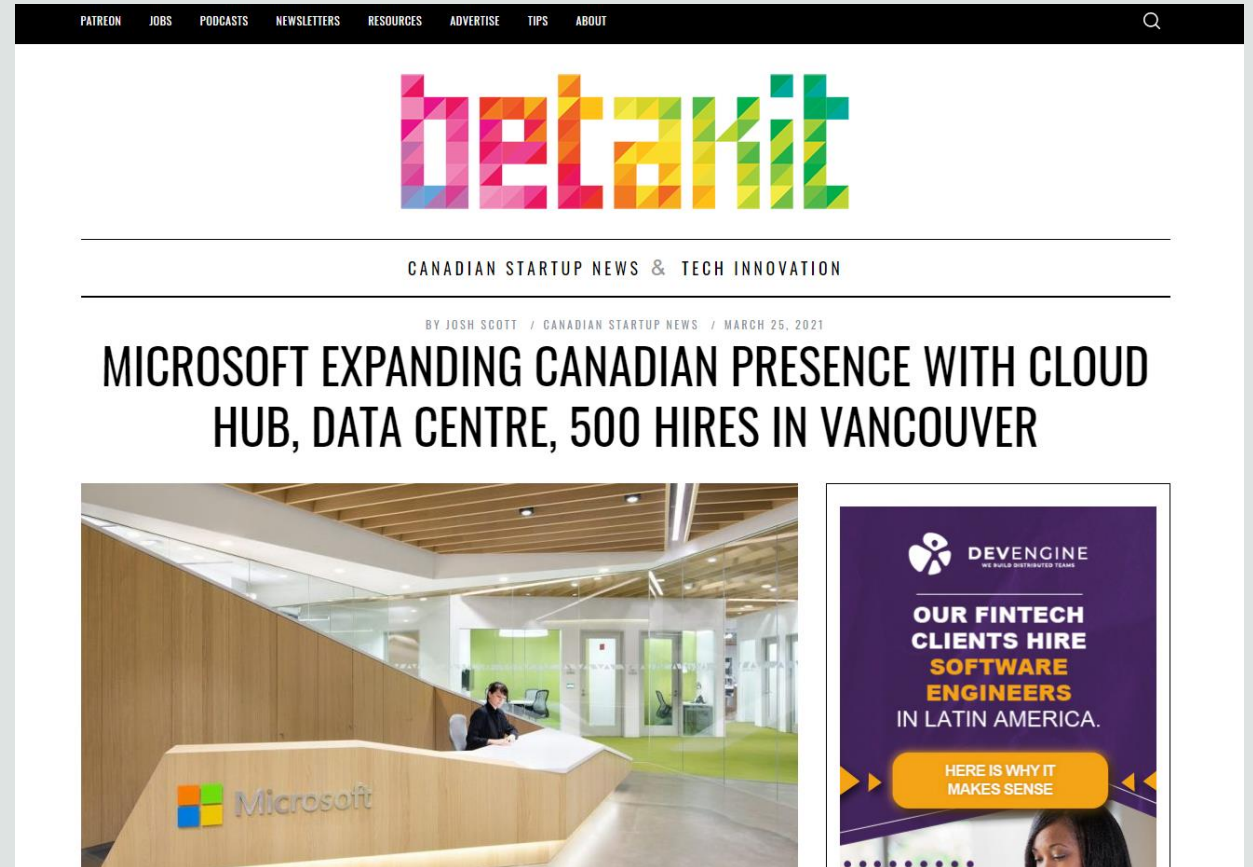 PATREON JOBS PODCASTS NEWSLETTERS RESOURCES ADVERTISE TIPS ABOUT
betakit
CANADIAN STARTUP NEWS & TECH INNOVATION
BY JOSH SCOTT / CANADIAN STARTUP NEWS / MARCH 25, 2021
MICROSOFT EXPANDING CANADIAN PRESENCE WITH CLOUD
HUB, DATA CENTRE, 500 HIRES IN VANCOUVER
Microsoft
DEVENGINE
WE BUILD DISTRIBUTED TEAMS
OUR FINTECH
CLIENTS HIRE
SOFTWARE
ENGINEERS
IN LATIN AMERICA.
HERE IS WHY IT
MAKES SENSE